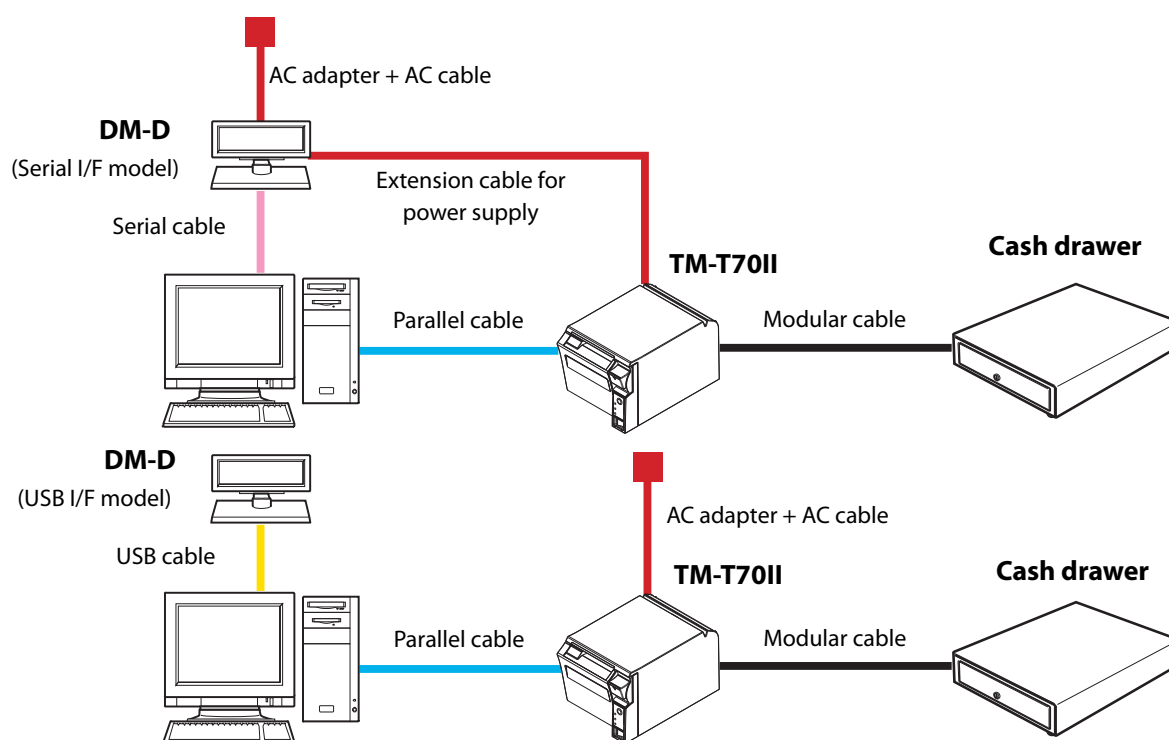 AC adapter + AC cable
DM-D
(Serial I/F model)
Extension cable for
power supply
Serial cable
TM-T70II
Cash drawer
Parallel cable
Modular cable
DM-D
(USB I/F model)
AC adapter + AC cable
USB cable
TM-T70II
Cash drawer
Parallel cable
Modular cable